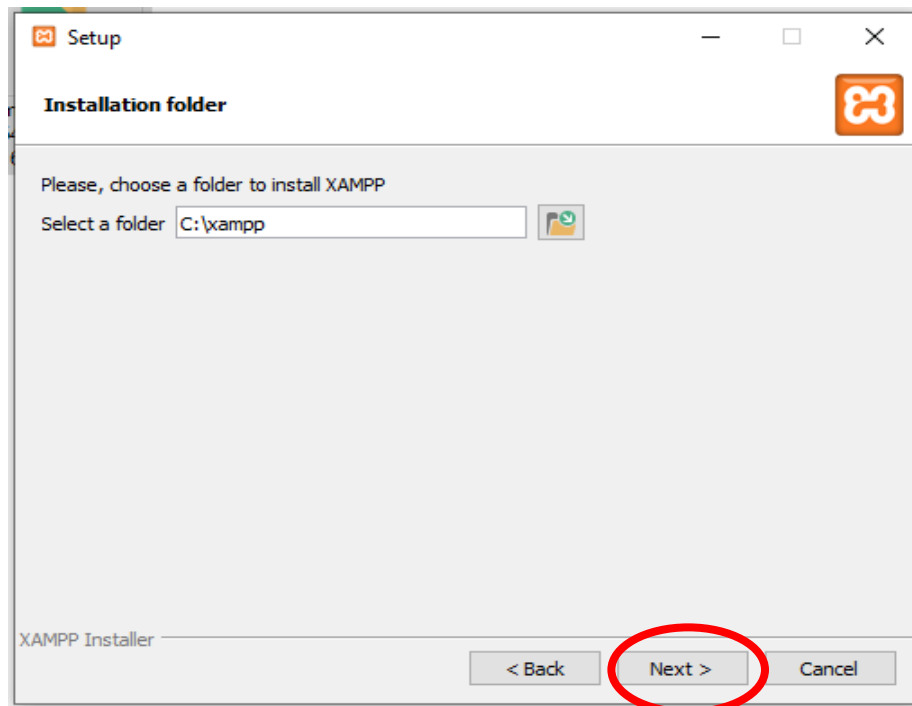 Setup
Installation folder
Please, choose a folder to install XAMPP
Select a folder C:\xampp
XAMPP Installer
< Back Next > Cancel